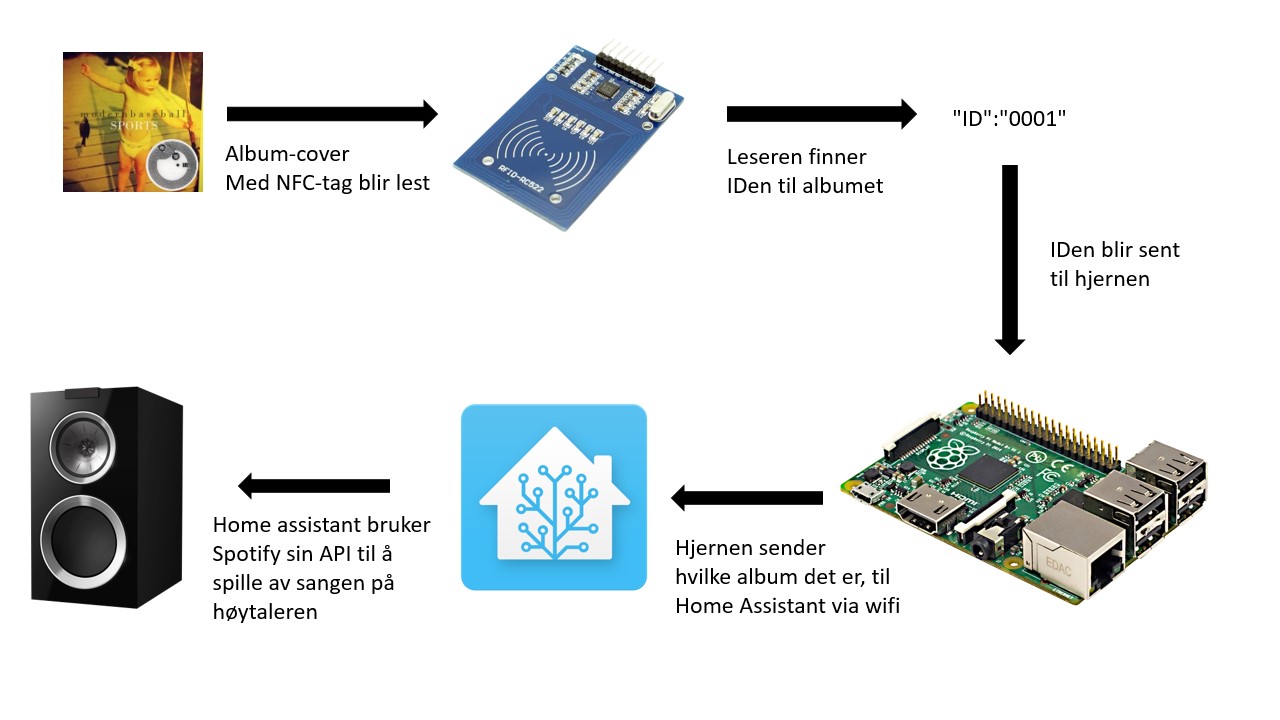 modernbaseball
SPORTS
Album-cover
Med NFC-tag blir lest
RFID-RC522
Leseren finner
IDen til albumet
"ID":"0001"
IDen blir sent
til hjernen
Home assistant bruker
Spotify sin API til å
spille av sangen på
høytaleren
Hjernen sender
hvilke album det er, til
Home Assistant via wifi
HDMI
FC
CE
EDAC